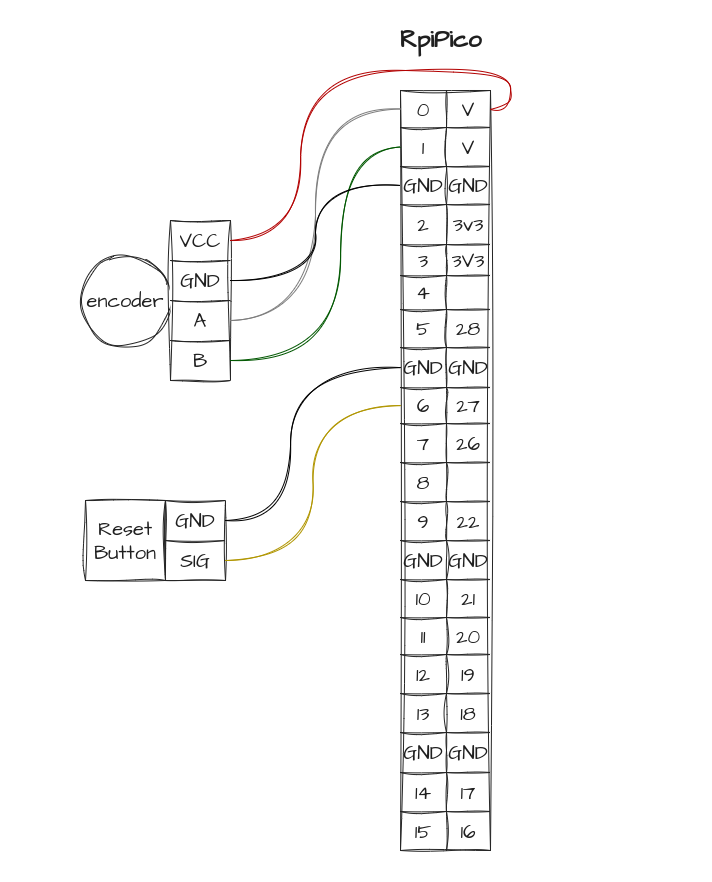 RpiPico
0 V
1 V
GND GND
2 3V3
3 3V3
4
5 28
GND GND
6 27
7 26
8
9 22
GND GND
10 21
11 20
12 19
13 18
GND GND
14 17
15 16
encoder
VCC
GND
A
B
Reset
Button
GND
SIG